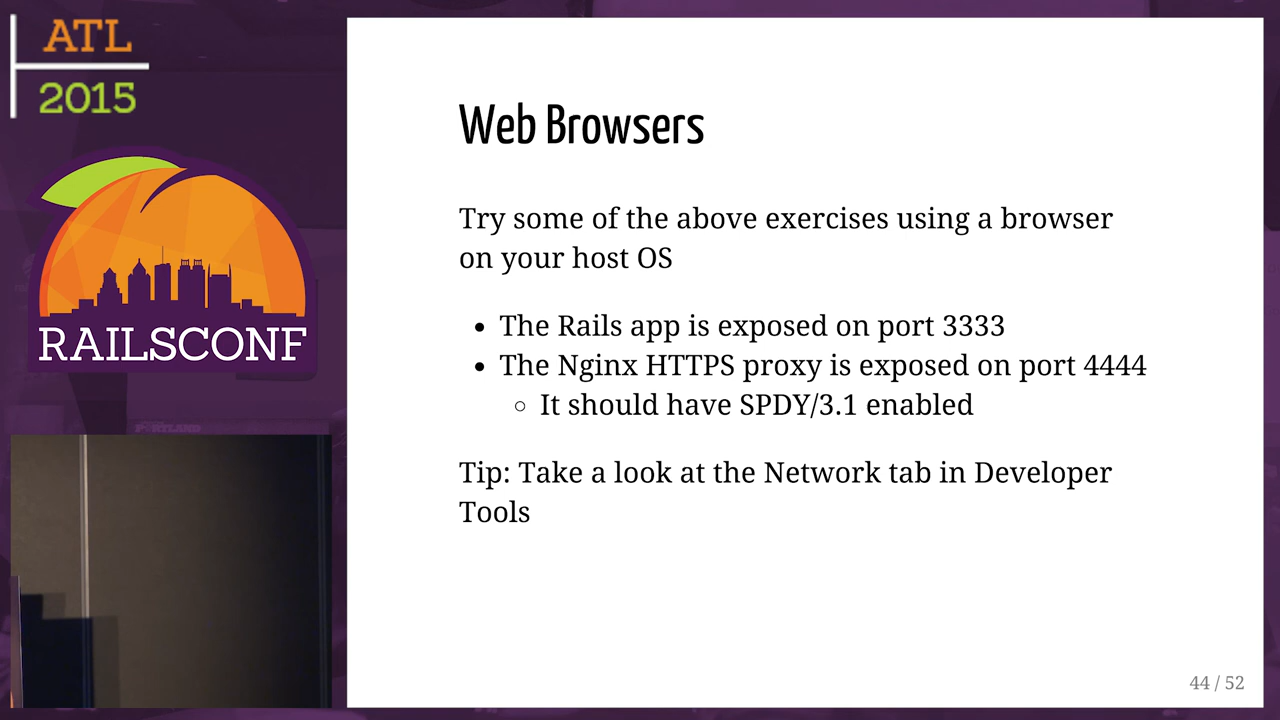 ATL
2015
RAILSCONF
Web Browsers
Try some of the above exercises using a browser
on your host OS
• The Rails app is exposed on port 3333
• The Nginx HTTPS proxy is exposed on port 4444
○ It should have SPDY/3.1 enabled
Tip: Take a look at the Network tab in Developer
Tools
44 / 52